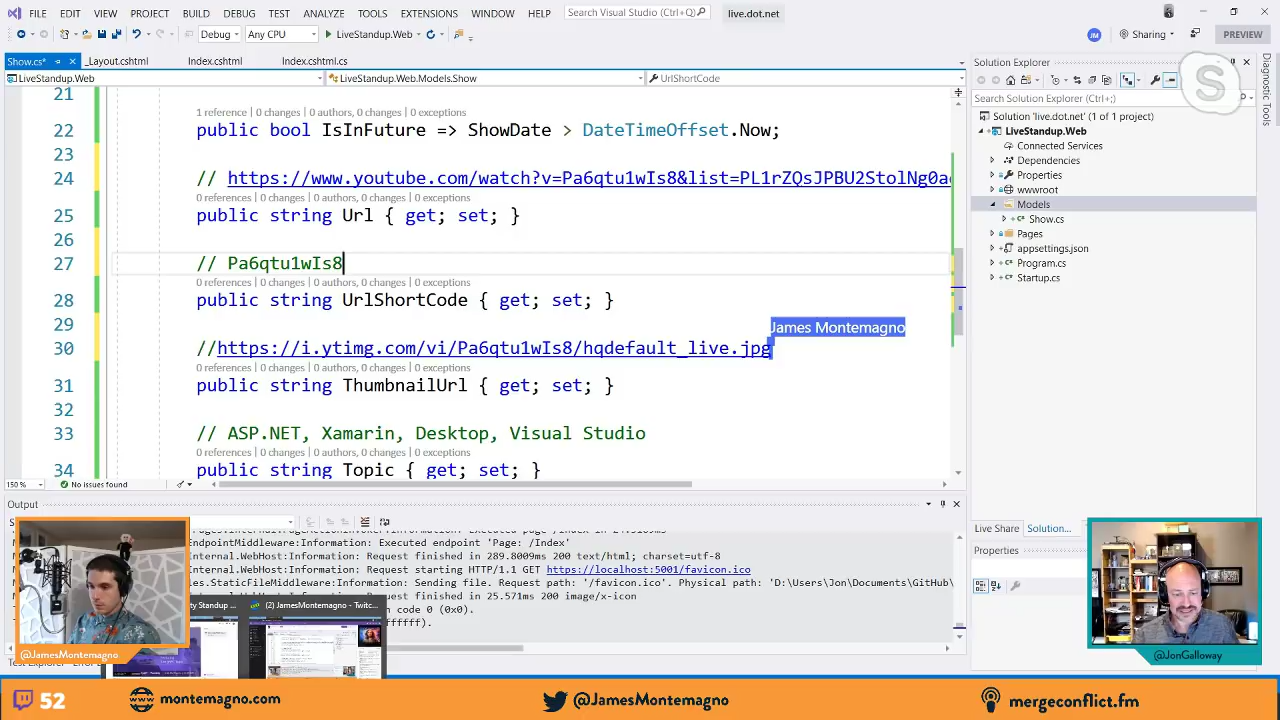 FILE EDIT VIEW PROJECT BUILD DEBUG TEST ANALYZE TOOLS EXTENSIONS WINDOW HELP Search Visual Studio (Ctrl+Q) live.dot.net
Debug Any CPU LiveStandup.Web JM Sharing PREVIEW
Show.cs* _Layout.cshtml Index.cshtml Index.cshtml.cs
LiveStandup.Web LiveStandup.Web.Models.Show UrlShortCode
21
1 reference | 0 changes | 0 authors, 0 changes | 0 exceptions
22 public bool IsInFuture => ShowDate > DateTimeOffset.Now;
23
24 // https://www.youtube.com/watch?v=Pa6qtu1wIs8&list=PL1rZQsJPBU2StolNg0a
0 references | 0 changes | 0 authors, 0 changes | 0 exceptions
25 public string Url { get; set; }
26
27 // Pa6qtu1wIs8
0 references | 0 changes | 0 authors, 0 changes | 0 exceptions
28 public string UrlShortCode { get; set; }
29
James Montemagno
30 //https://i.ytimg.com/vi/Pa6qtu1wIs8/hqdefault_live.jpg
0 references | 0 changes | 0 authors, 0 changes | 0 exceptions
31 public string ThumbnailUrl { get; set; }
32
33 // ASP.NET, Xamarin, Desktop, Visual Studio
0 references | 0 changes | 0 authors, 0 changes | 0 exceptions
34 public string Topic { get; set; }
150 % No issues found
Solution Explorer
Search Solution Explorer (Ctrl+;)
Solution 'live.dot.net' (1 of 1 project)
LiveStandup.Web
Connected Services
Dependencies
Properties
wwwroot
Models
Show.cs
Pages
appsettings.json
Program.cs
Startup.cs
Diagnostic Tools
S
Live Share Solution...
Properties
Output
Executed endpoint 'Page: /Index'
Internal.WebHost:Information: Request finished in 289.8009ms 200 text/html; charset=utf-8
Internal.WebHost:Information: Request starting HTTP/1.1 GET https://localhost:5001/favicon.ico
es.StaticFileMiddleware:Information: Sending file. Request path: '/favicon.ico'. Physical path: 'D:\Users\Jon\Documents\GitHub\
Internal.WebHost:Information: Request finished in 25.571ms 200 image/x-icon
code 0 (0x0).
ty Standup ... (2) JamesMontemagno - Twitc...
@JamesMontemagno
@JonGalloway
52 montemagno.com @JamesMontemagno mergeconflict.fm